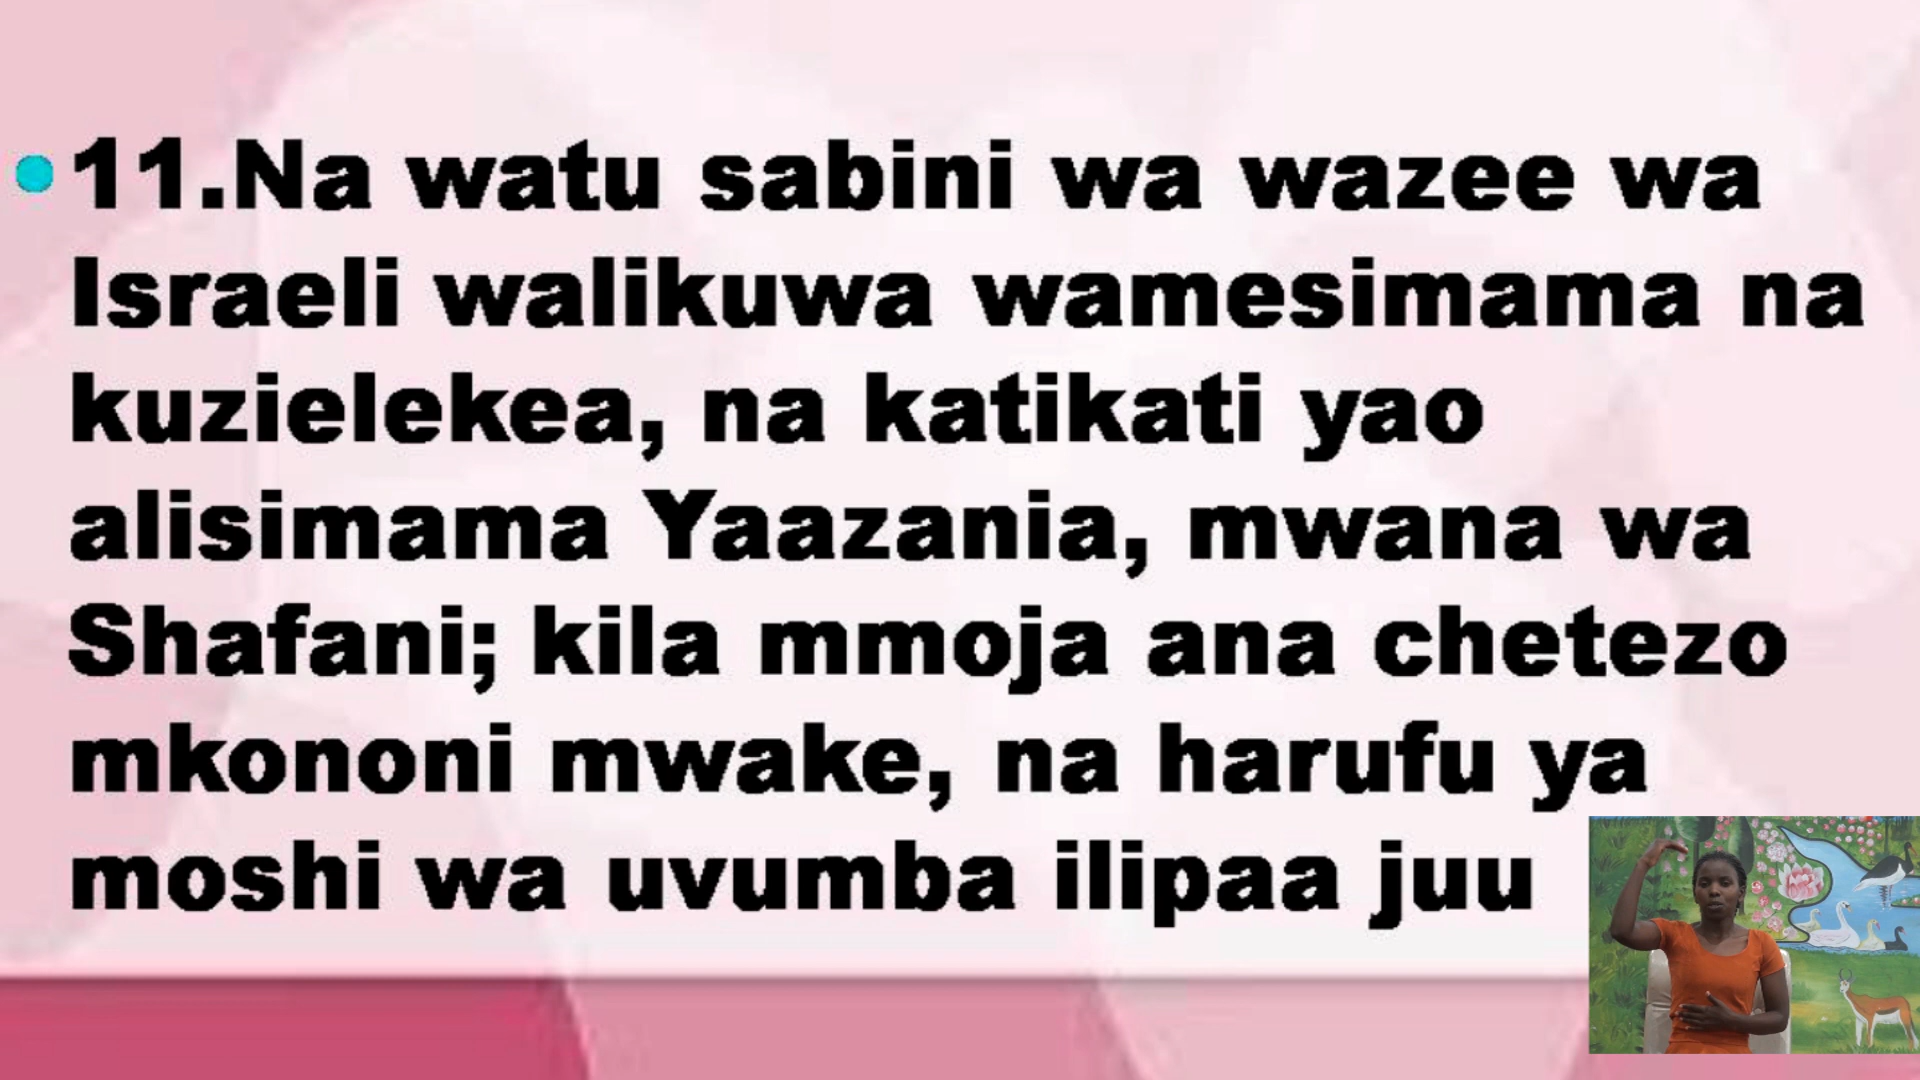 11.Na watu sabini wa wazee wa
Israeli walikuwa wamesimama na
kuzielekea, na katikati yao
alisimama Yaazania, mwana wa
Shafani; kila mmoja ana chetezo
mkononi mwake, na harufu ya
moshi wa uvumba ilipaa juu